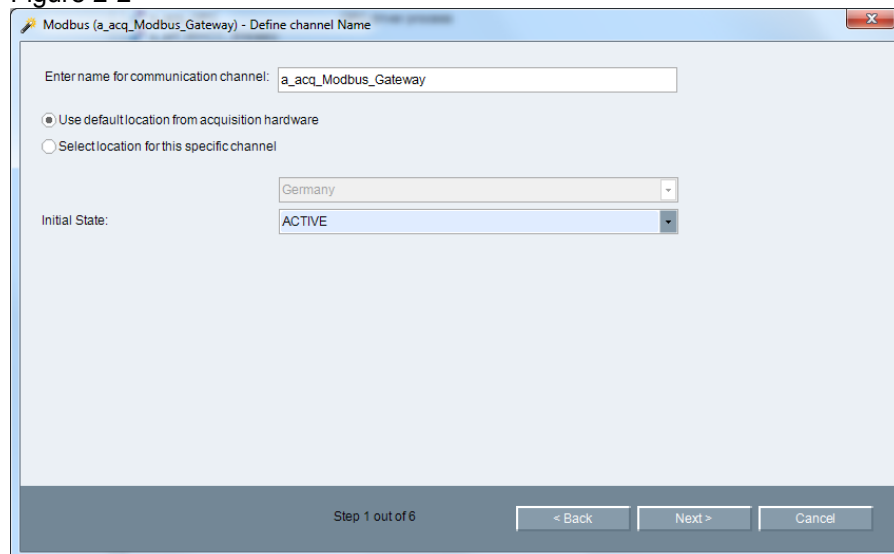 Modbus (a_acq_Modbus_Gateway) - Define channel Name
Enter name for communication channel: a_acq_Modbus_Gateway
Use default location from acquisition hardware
Select location for this specific channel
Germany
Initial State: ACTIVE
Step 1 out of 6 < Back Next > Cancel